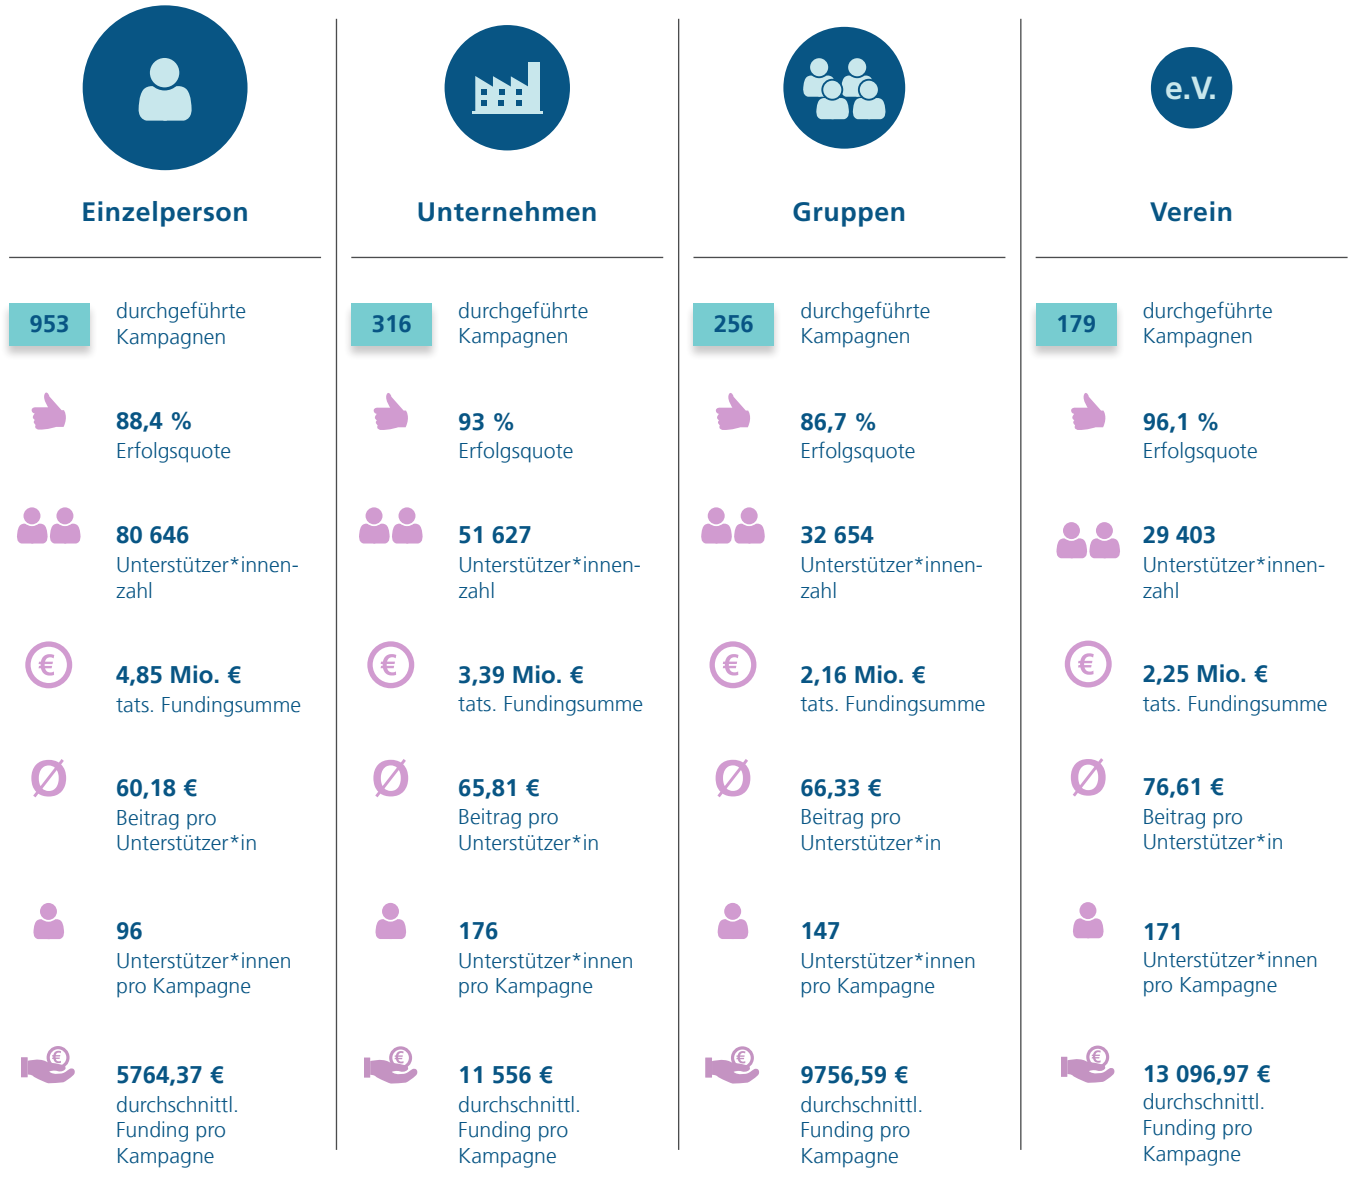 Einzelperson
953
durchgeführte
Kampagnen
88,4 %
Erfolgsquote
80 646
Unterstützer*innen-
zahl
€
4,85 Mio. €
tats. Fundingsumme
Ø
60,18 €
Beitrag pro
Unterstützer*in
96
Unterstützer*innen
pro Kampagne
€
5764,37 €
durchschnittl.
Funding pro
Kampagne
Unternehmen
316
durchgeführte
Kampagnen
93 %
Erfolgsquote
51 627
Unterstützer*innen-
zahl
€
3,39 Mio. €
tats. Fundingsumme
Ø
65,81 €
Beitrag pro
Unterstützer*in
176
Unterstützer*innen
pro Kampagne
€
11 556 €
durchschnittl.
Funding pro
Kampagne
Gruppen
256
durchgeführte
Kampagnen
86,7 %
Erfolgsquote
32 654
Unterstützer*innen-
zahl
€
2,16 Mio. €
tats. Fundingsumme
Ø
66,33 €
Beitrag pro
Unterstützer*in
147
Unterstützer*innen
pro Kampagne
€
9756,59 €
durchschnittl.
Funding pro
Kampagne
e.V.
Verein
179
durchgeführte
Kampagnen
96,1 %
Erfolgsquote
29 403
Unterstützer*innen-
zahl
€
2,25 Mio. €
tats. Fundingsumme
Ø
76,61 €
Beitrag pro
Unterstützer*in
171
Unterstützer*innen
pro Kampagne
€
13 096,97 €
durchschnittl.
Funding pro
Kampagne